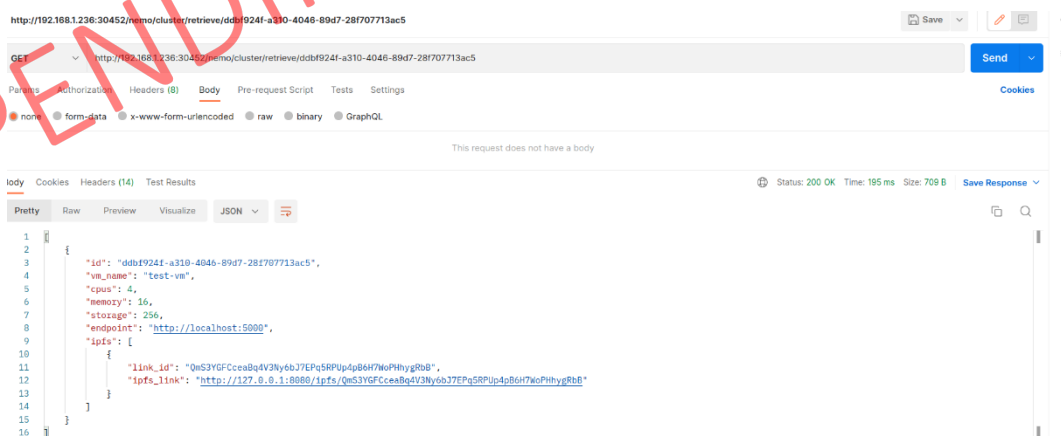 http://192.168.1.236:30452/nemo/cluster/retrieve/ddbf924f-a310-4046-89d7-28f707713ac5
Save
GET http://192.168.1.236:30452/nemo/cluster/retrieve/ddbf924f-a310-4046-89d7-28f707713ac5 Send
Params Authorization Headers (8) Body Pre-request Script Tests Settings Cookies
none form-data x-www-form-urlencoded raw binary GraphQL
This request does not have a body
lody Cookies Headers (14) Test Results Status: 200 OK Time: 195 ms Size: 709 B Save Response
Pretty Raw Preview Visualize JSON
1 [
2 {
3 "id": "ddbf924f-a310-4046-89d7-28f707713ac5",
4 "vm_name": "test-vm",
5 "cpus": 4,
6 "memory": 16,
7 "storage": 256,
8 "endpoint": "http://localhost:5000",
9 "ipfs": [
10 {
11 "link_id": "QmS3YGFCceaBq4V3Ny6bJ7EPq5RPUp4pB6H7WoPHhygRbB",
12 "ipfs_link": "http://127.0.0.1:8080/ipfs/QmS3YGFCceaBq4V3Ny6bJ7EPq5RPUp4pB6H7WoPHhygRbB"
13 }
14 ]
15 }
16 ]